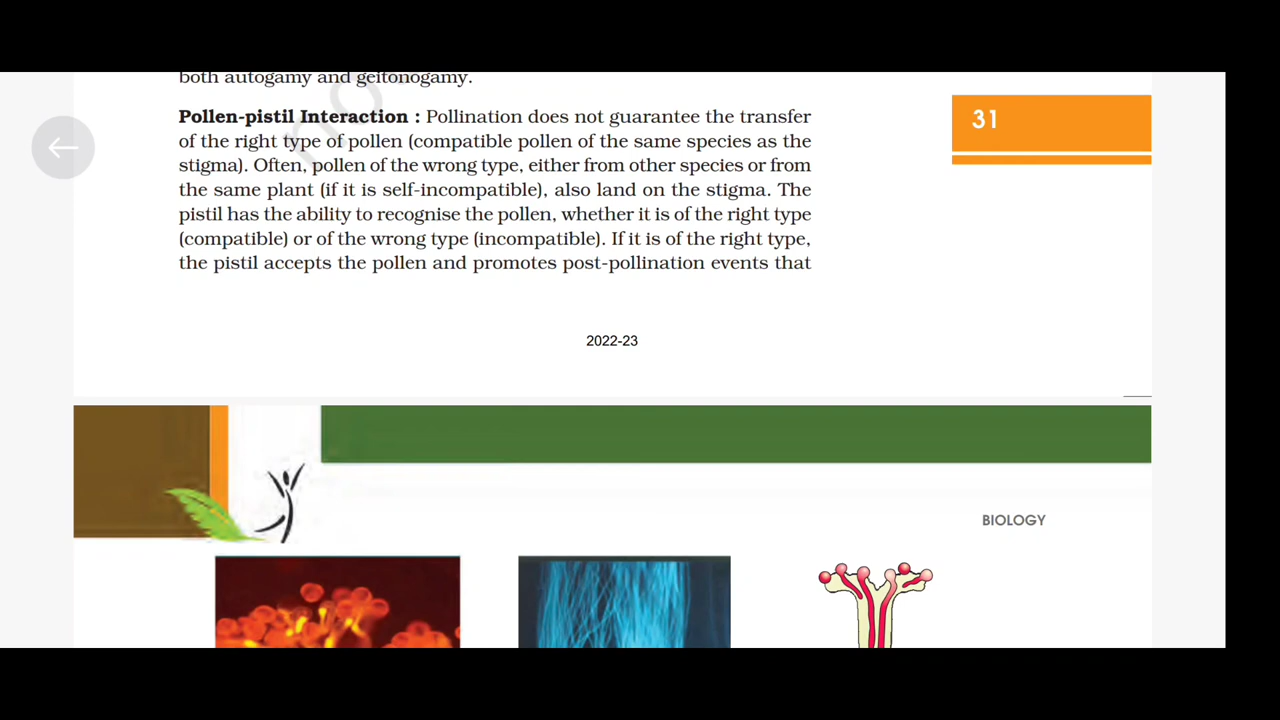 both autogamy and geitonogamy.
Pollen-pistil Interaction : Pollination does not guarantee the transfer
of the right type of pollen (compatible pollen of the same species as the
stigma). Often, pollen of the wrong type, either from other species or from
the same plant (if it is self-incompatible), also land on the stigma. The
pistil has the ability to recognise the pollen, whether it is of the right type
(compatible) or of the wrong type (incompatible). If it is of the right type,
the pistil accepts the pollen and promotes post-pollination events that
31
2022-23
BIOLOGY